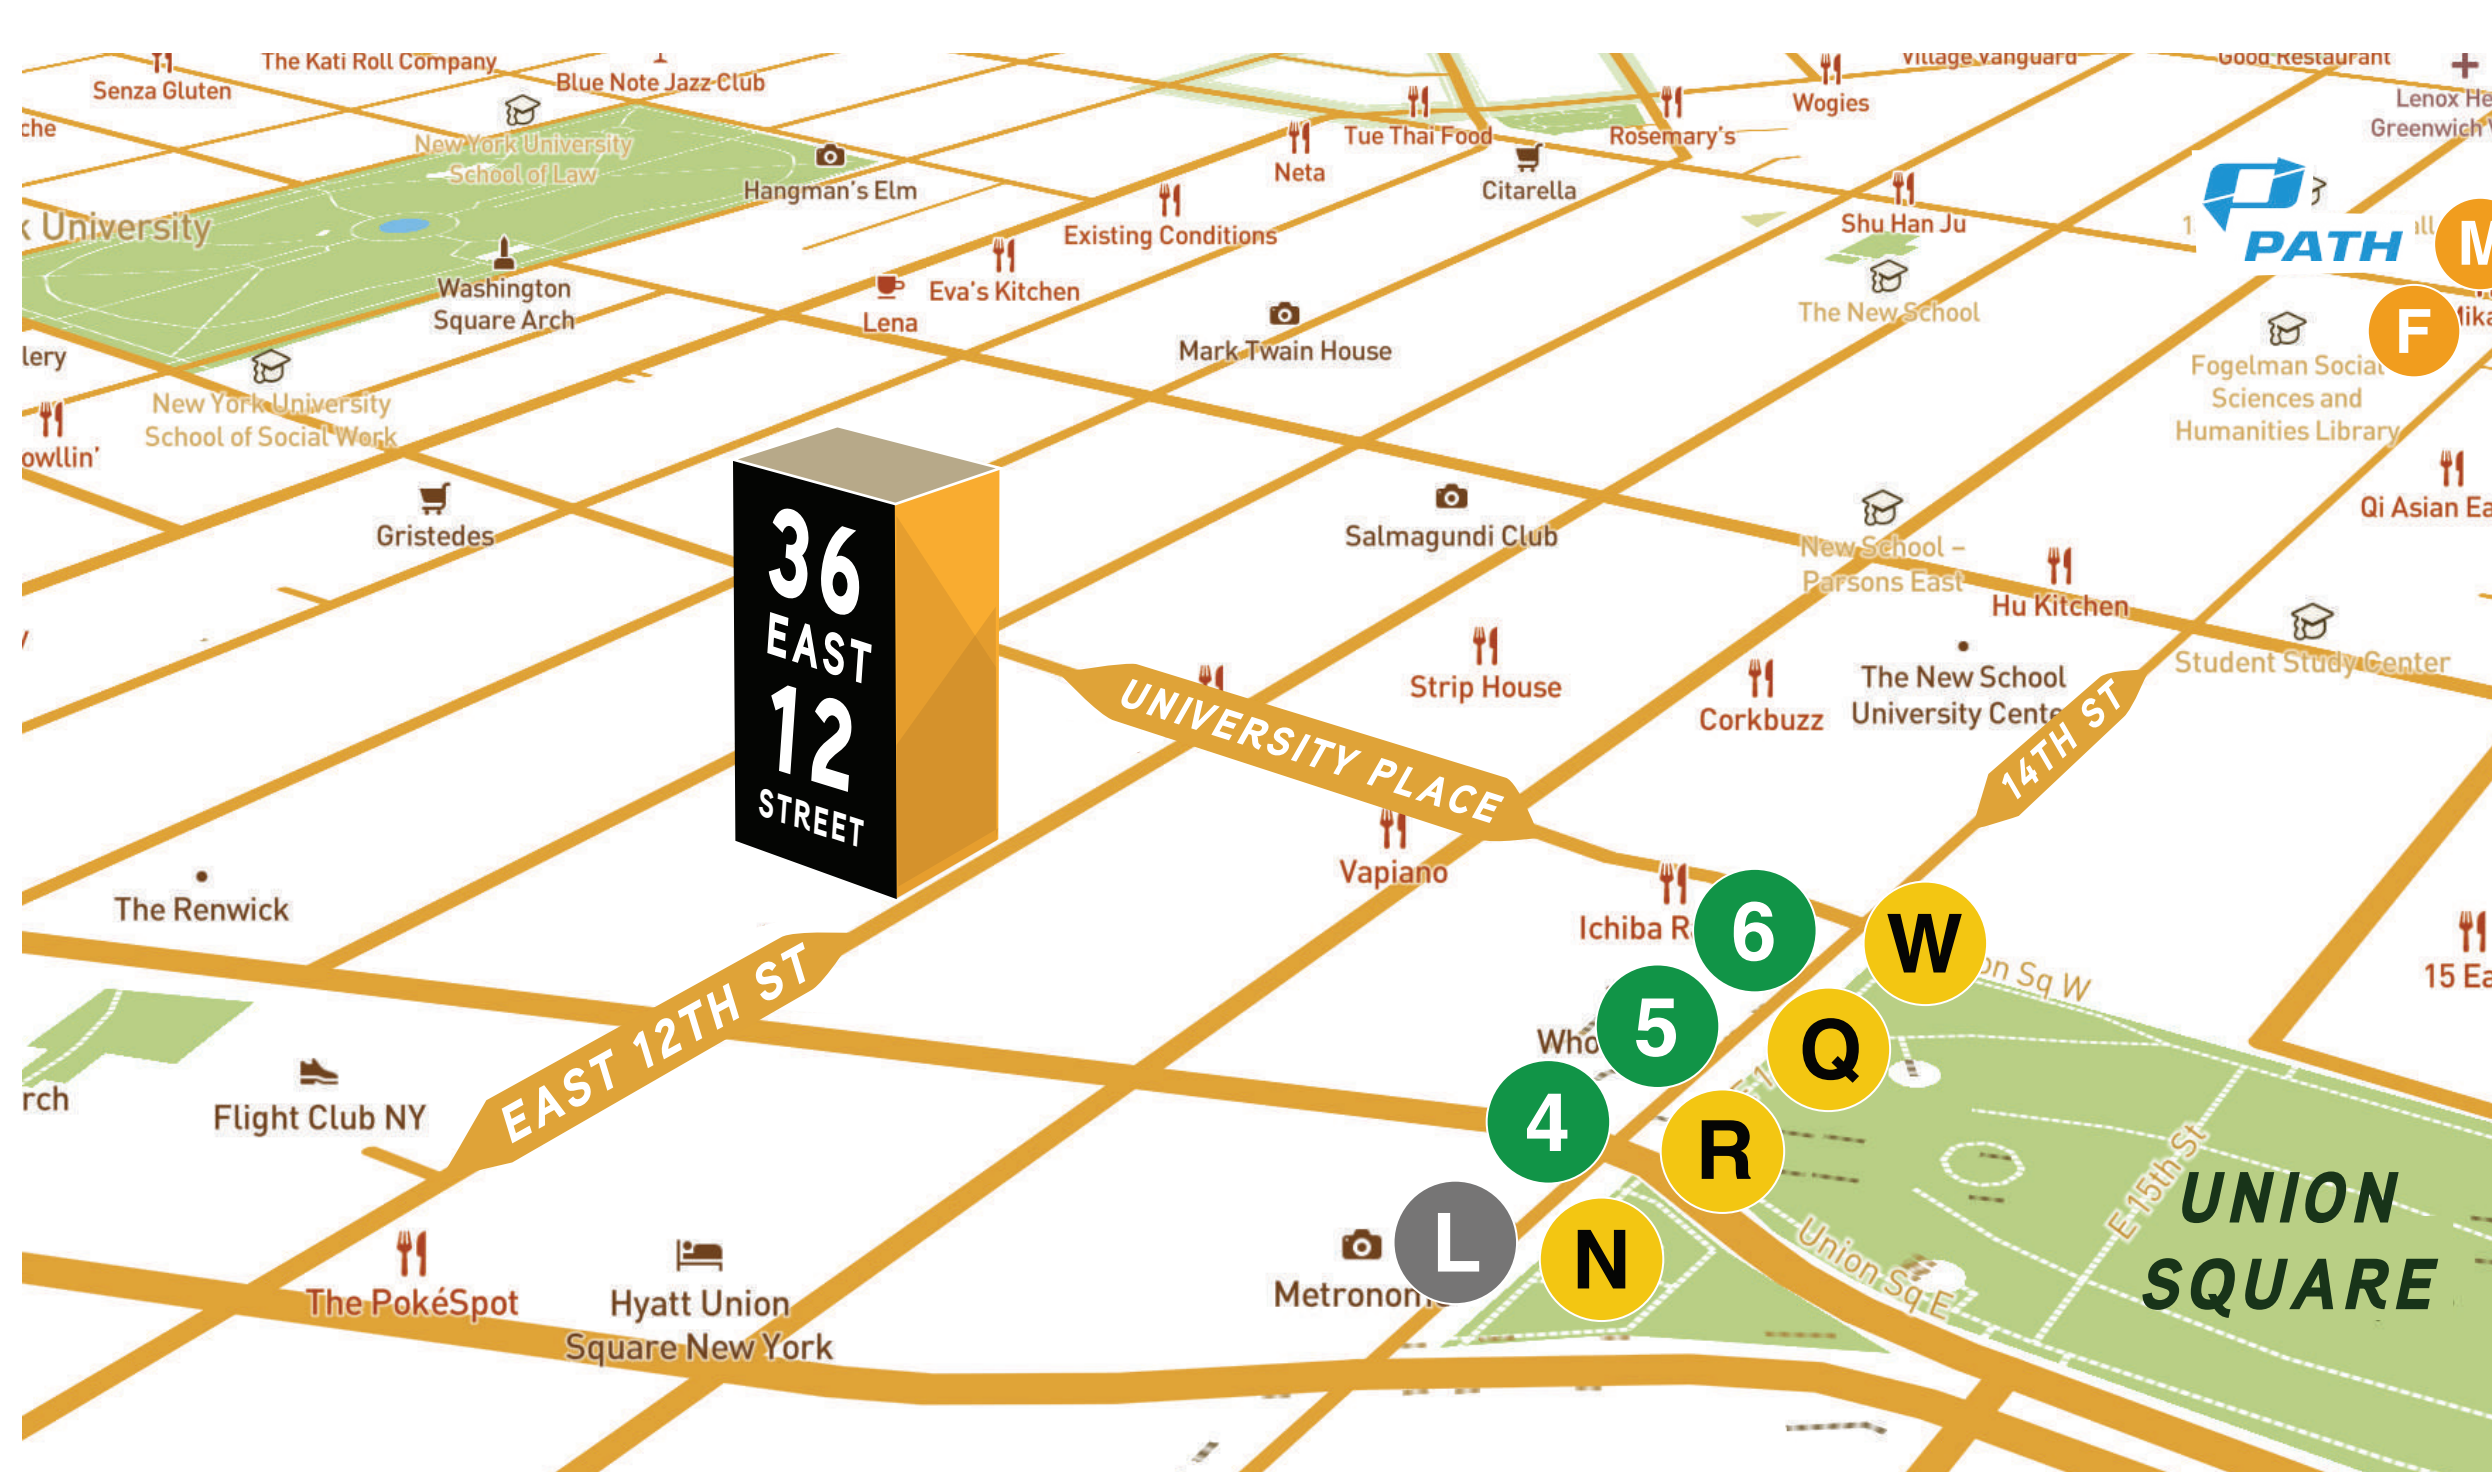 The Kati Roll Company
Senza Gluten
Blue Note Jazz Club
Village Vanguard
Good Restaurant
Wogies
Lenox He
Greenwich
che
New York University
School of Law
Tue Thai Food
Rosemary's
Neta
Citarella
Hangman's Elm
Shu Han Ju
k University
Existing Conditions
PATH
M
F
Washington
Square Arch
Eva's Kitchen
Lena
The New School
lery
Mark Twain House
Fogelman Social
Sciences and
Humanities Library
New York University
School of Social Work
owllin'
Gristedes
Salmagundi Club
Qi Asian Ea
New School –
Parsons East
Hu Kitchen
36
EAST
12
STREET
Strip House
Corkbuzz
The New School
University Cente
Student Study Center
UNIVERSITY PLACE
14TH ST
Vapiano
The Renwick
Ichiba R
6
W
on Sq W
15 Ea
EAST 12TH ST
Who
5
Q
E 1
rch
Flight Club NY
4
R
E 15th St
UNION
SQUARE
L
N
Union Sq E
The PokéSpot
Hyatt Union
Square New York
Metronom